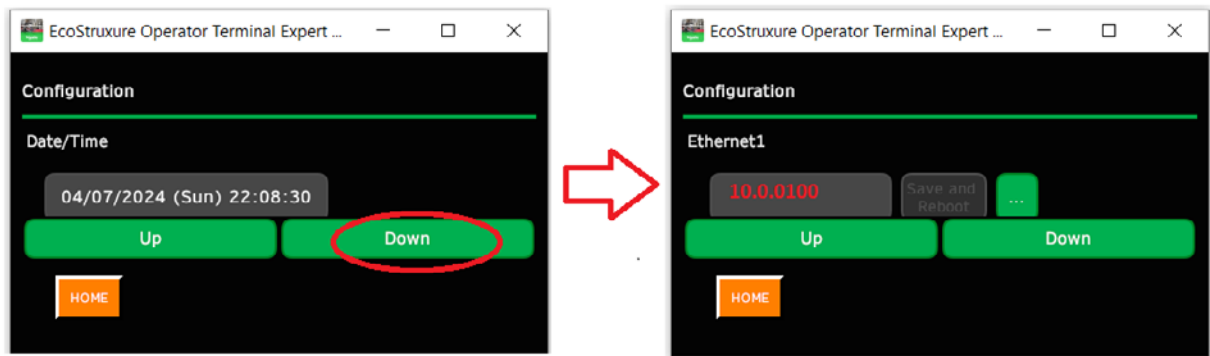 EcoStruxure Operator Terminal Expert ...
Configuration
Date/Time
04/07/2024 (Sun) 22:08:30
Up
Down
HOME
EcoStruxure Operator Terminal Expert ...
Configuration
Ethernet1
10.0.0100
Save and
Reboot
...
Up
Down
HOME